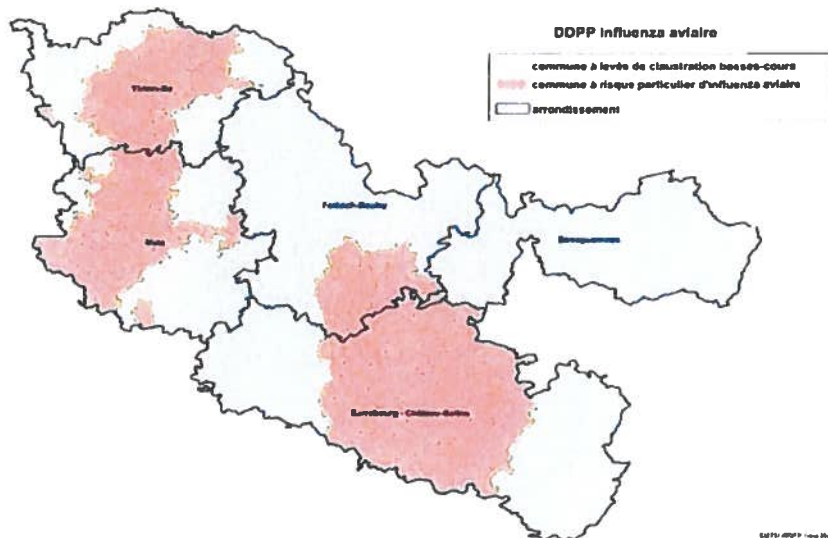 DDPP influenza aviaire
commune à levée de claustration basses-cours
commune à risque particulier d'influenza aviaire
arrondissement
Thionville
Forbach-Boulay
Metz
Sarreguemines
Sarrebourg - Château-Salins